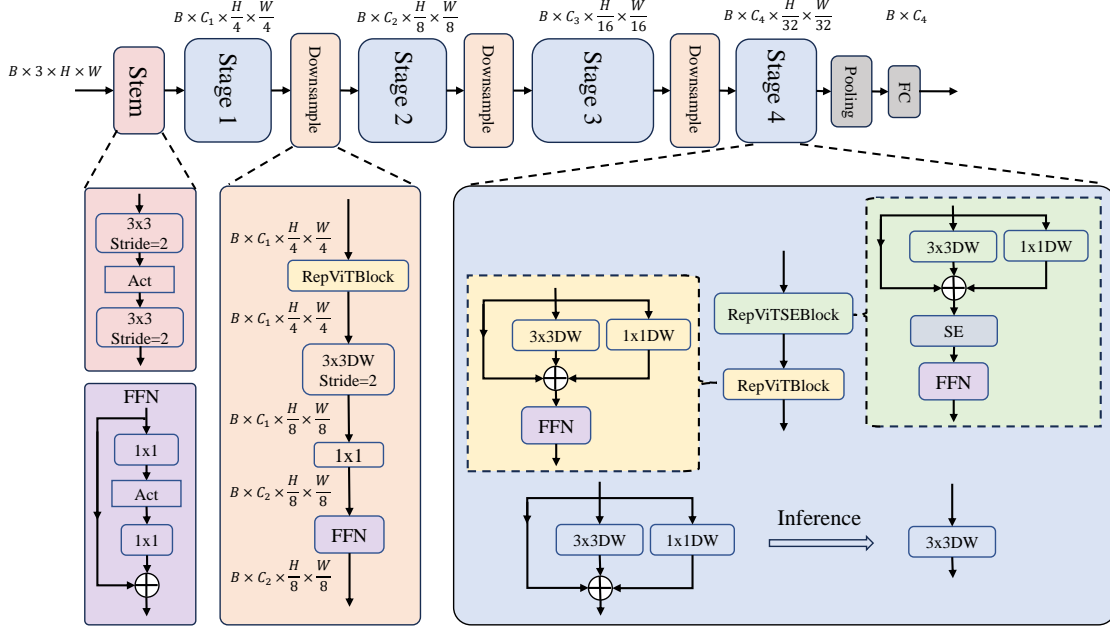 B × C₁ × H/4 × W/4
B × C₂ × H/8 × W/8
B × C₃ × H/16 × W/16
B × C₄ × H/32 × W/32
B × C₄
B × 3 × H × W
Stem
Stage 1
Downsample
Stage 2
Downsample
Stage 3
Downsample
Stage 4
Pooling
FC
3x3
Stride=2
Act
3x3
Stride=2
FFN
1x1
Act
1x1
B × C₁ × H/4 × W/4
RepViTBlock
B × C₁ × H/4 × W/4
3x3DW
Stride=2
B × C₁ × H/8 × W/8
1x1
B × C₂ × H/8 × W/8
FFN
B × C₂ × H/8 × W/8
3x3DW
1x1DW
FFN
RepViTSEBlock
RepViTBlock
3x3DW
1x1DW
SE
FFN
3x3DW
1x1DW
Inference
3x3DW